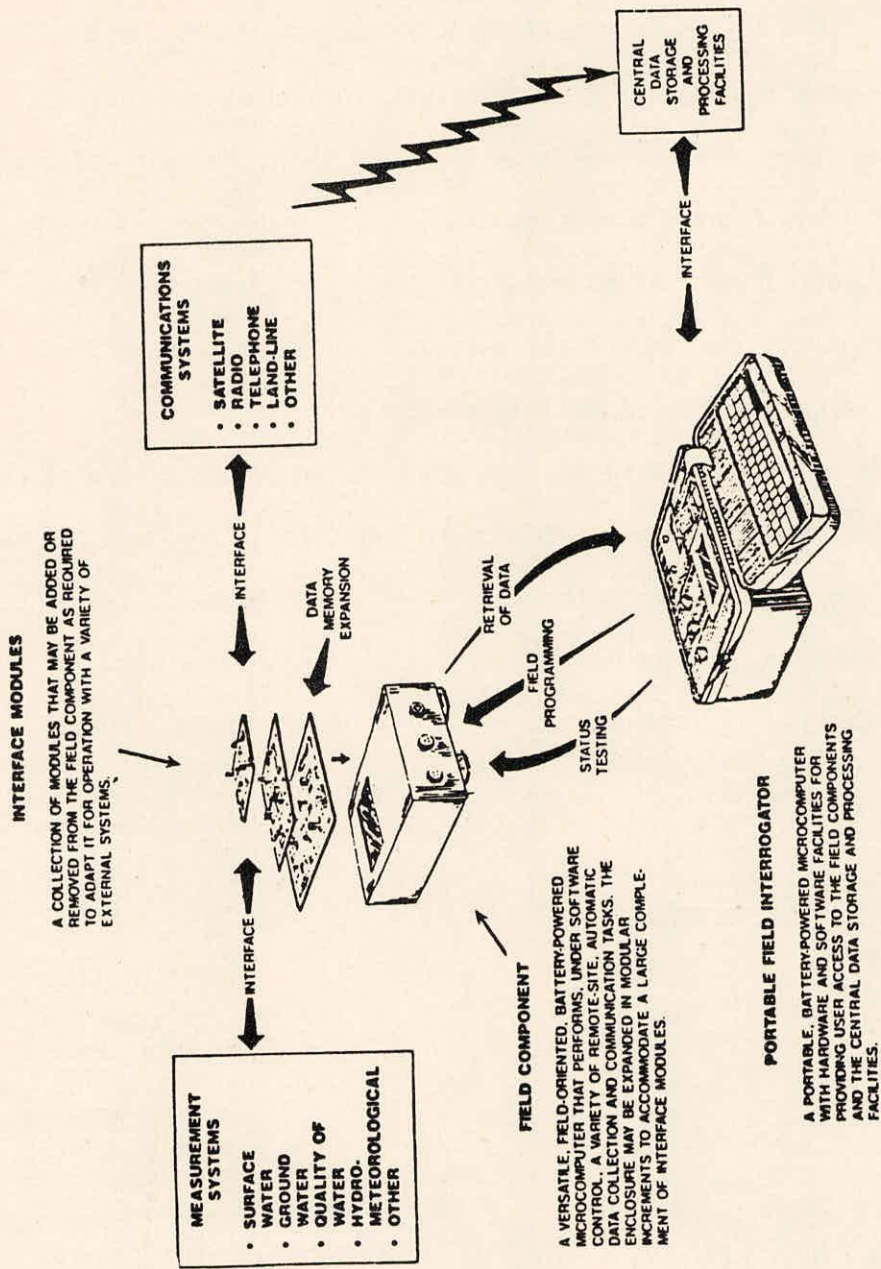 INTERFACE MODULES
A COLLECTION OF MODULES THAT MAY BE ADDED OR
REMOVED FROM THE FIELD COMPONENT AS REQUIRED
TO ADAPT IT FOR OPERATION WITH A VARIETY OF
EXTERNAL SYSTEMS.
MEASUREMENT
SYSTEMS
• SURFACE
WATER
• GROUND
WATER
• QUALITY OF
WATER
• HYDRO-
METEOROLOGICAL
• OTHER
INTERFACE
INTERFACE
COMMUNICATIONS
SYSTEMS
• SATELLITE
• RADIO
• TELEPHONE
• LAND-LINE
• OTHER
DATA
MEMORY
EXPANSION
FIELD COMPONENT
A VERSATILE, FIELD-ORIENTED, BATTERY-POWERED
MICROCOMPUTER THAT PERFORMS, UNDER SOFTWARE
CONTROL, A VARIETY OF REMOTE-SITE, AUTOMATIC
DATA COLLECTION AND COMMUNICATION TASKS. THE
ENCLOSURE MAY BE EXPANDED IN MODULAR
INCREMENTS TO ACCOMMODATE A LARGE COMPLE-
MENT OF INTERFACE MODULES.
STATUS
TESTING
FIELD
PROGRAMMING
RETRIEVAL
OF DATA
PORTABLE FIELD INTERROGATOR
A PORTABLE, BATTERY-POWERED MICROCOMPUTER
WITH HARDWARE AND SOFTWARE FACILITIES FOR
PROVIDING USER ACCESS TO THE FIELD COMPONENTS
AND THE CENTRAL DATA STORAGE AND PROCESSING
FACILITIES.
INTERFACE
CENTRAL
DATA
STORAGE
AND
PROCESSING
FACILITIES